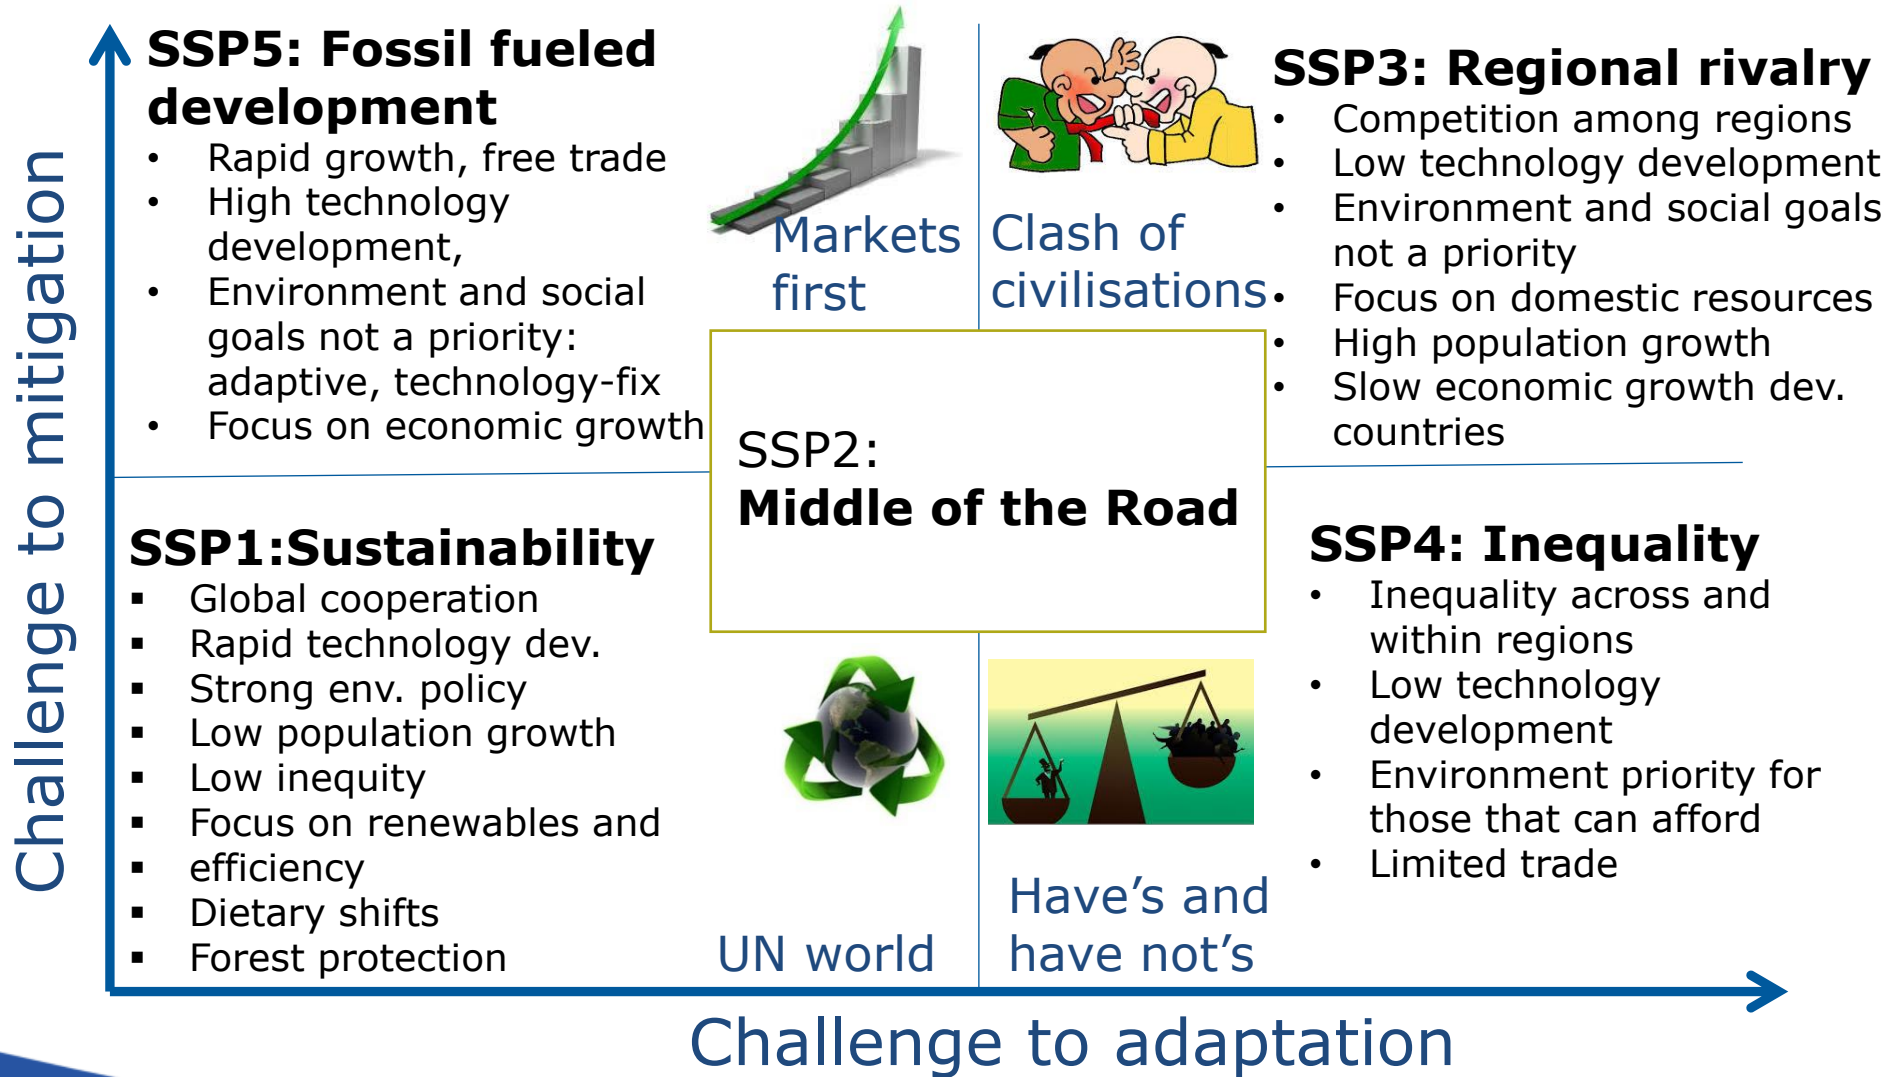 Challenge to mitigation
SSP5: Fossil fueled
development
• Rapid growth, free trade
• High technology
development,
• Environment and social
goals not a priority:
adaptive, technology-fix
• Focus on economic growth
Markets
first
Clash of
civilisations
SSP3: Regional rivalry
• Competition among regions
• Low technology development
• Environment and social goals
not a priority
• Focus on domestic resources
• High population growth
• Slow economic growth dev.
countries
SSP2:
Middle of the Road
SSP1:Sustainability
▪ Global cooperation
▪ Rapid technology dev.
▪ Strong env. policy
▪ Low population growth
▪ Low inequity
▪ Focus on renewables and
▪ efficiency
▪ Dietary shifts
▪ Forest protection
UN world
Have’s and
have not’s
SSP4: Inequality
• Inequality across and
within regions
• Low technology
development
• Environment priority for
those that can afford
• Limited trade
Challenge to adaptation